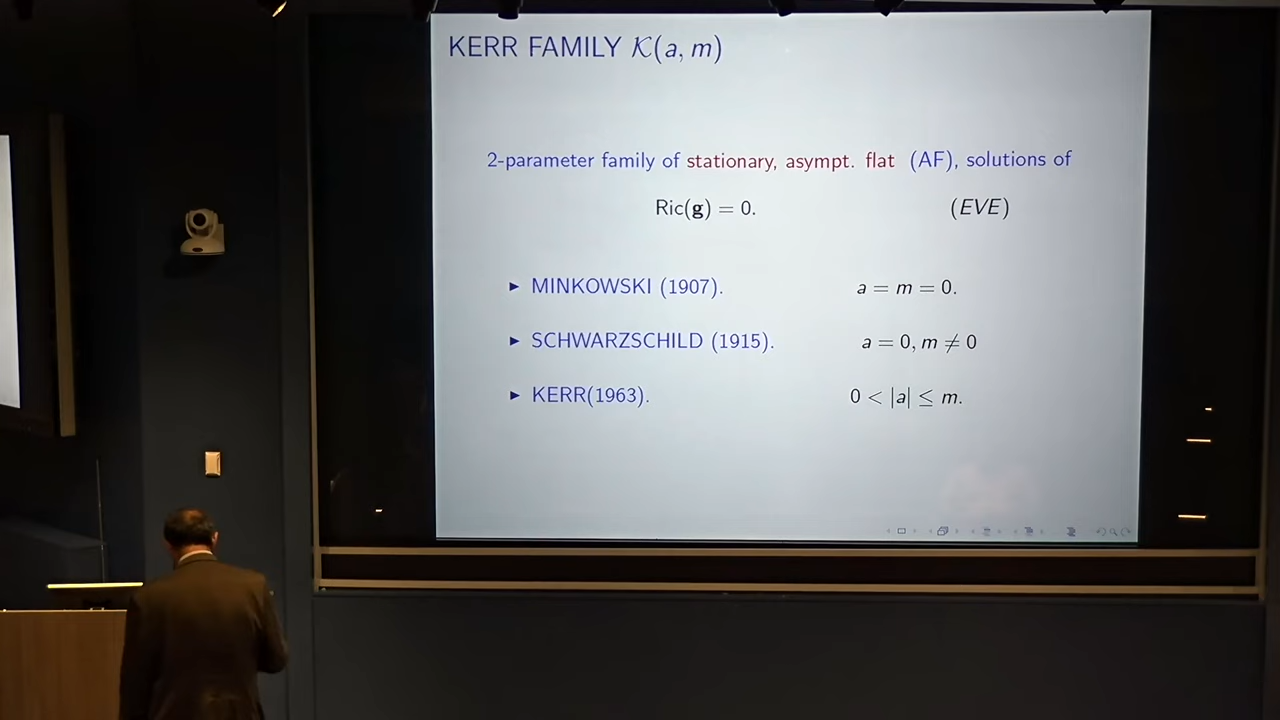 KERR FAMILY 𝒦(a, m)
2-parameter family of stationary, asympt. flat (AF), solutions of
Ric(g) = 0. (EVE)
▶ MINKOWSKI (1907). a = m = 0.
▶ SCHWARZSCHILD (1915). a = 0, m ≠ 0
▶ KERR(1963). 0 < |a| ≤ m.